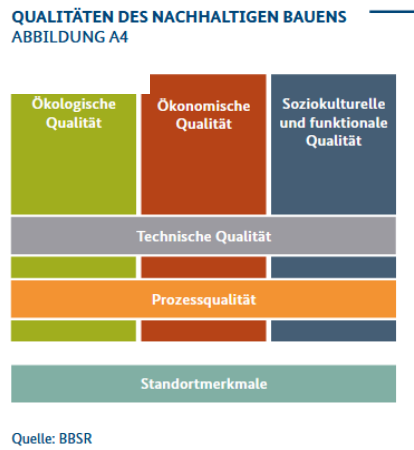 QUALITÄTEN DES NACHHALTIGEN BAUENS
ABBILDUNG A4
Ökologische
Qualität
Ökonomische
Qualität
Soziokulturelle
und funktionale
Qualität
Technische Qualität
Prozessqualität
Standortmerkmale
Quelle: BBSR